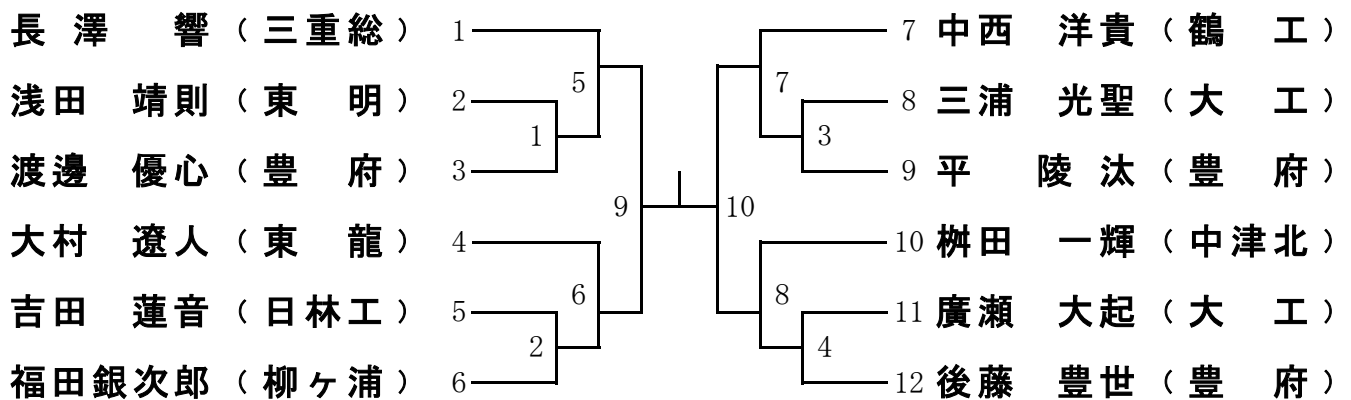 長澤 響 (三重総) 1
浅田 靖則 (東 明) 2
渡邊 優心 (豊 府) 3
大村 遼人 (東 龍) 4
吉田 蓮音 (日林工) 5
福田銀次郎 (柳ヶ浦) 6
5
1
9
6
2
7 中西 洋貴 (鶴 工)
8 三浦 光聖 (大 工)
9 平 陵汰 (豊 府)
10 桝田 一輝 (中津北)
11 廣瀬 大起 (大 工)
12 後藤 豊世 (豊 府)
7
3
10
8
4